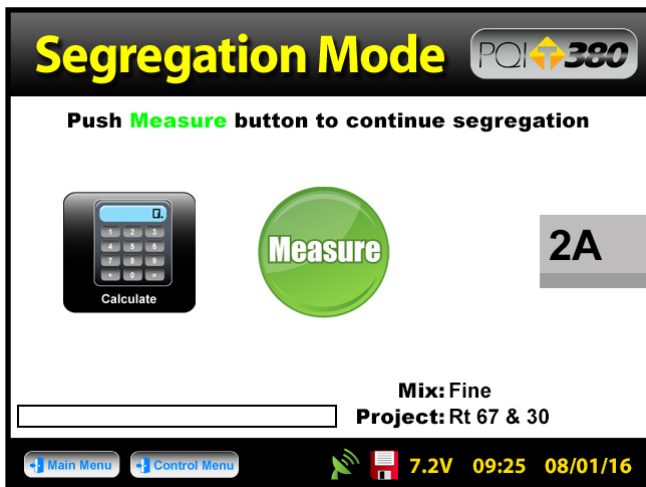 Segregation Mode PQI T 380
Push Measure button to continue segregation
0.
1 2 3
4 5 6
7 8 9
Calculate
Measure
2A
Mix: Fine
Project: Rt 67 & 30
Main Menu Control Menu 7.2V 09:25 08/01/16